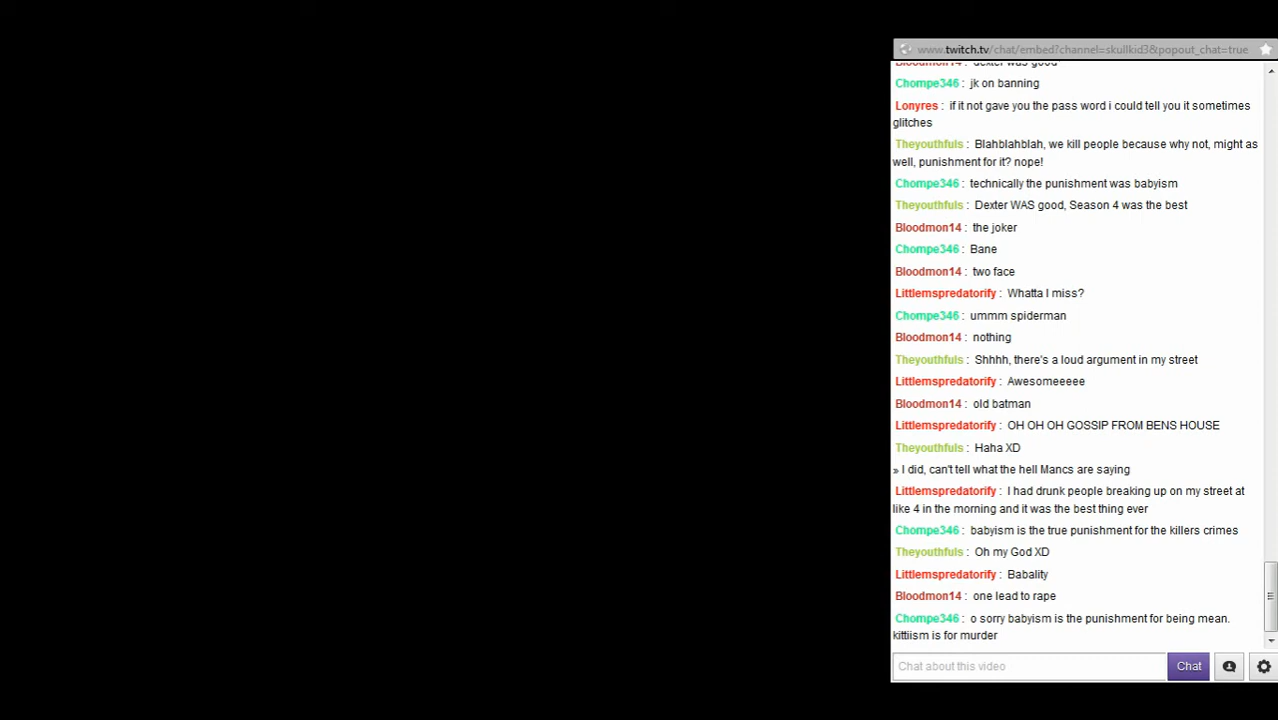 www.twitch.tv/chat/embed?channel=skullkid3&popout_chat=true
Bloodmon14 : dexter was good
Chompe346 : jk on banning
Lonyres : if it not gave you the pass word i could tell you it sometimes
glitches
Theyouthfuls : Blahblahblah, we kill people because why not, might as
well, punishment for it? nope!
Chompe346 : technically the punishment was babyism
Theyouthfuls : Dexter WAS good, Season 4 was the best
Bloodmon14 : the joker
Chompe346 : Bane
Bloodmon14 : two face
Littlemspredatorify : Whatta I miss?
Chompe346 : ummm spiderman
Bloodmon14 : nothing
Theyouthfuls : Shhhh, there's a loud argument in my street
Littlemspredatorify : Awesomeeeee
Bloodmon14 : old batman
Littlemspredatorify : OH OH OH GOSSIP FROM BENS HOUSE
Theyouthfuls : Haha XD
» I did, can't tell what the hell Mancs are saying
Littlemspredatorify : I had drunk people breaking up on my street at
like 4 in the morning and it was the best thing ever
Chompe346 : babyism is the true punishment for the killers crimes
Theyouthfuls : Oh my God XD
Littlemspredatorify : Babality
Bloodmon14 : one lead to rape
Chompe346 : o sorry babyism is the punishment for being mean.
kittiism is for murder
Chat about this video
Chat